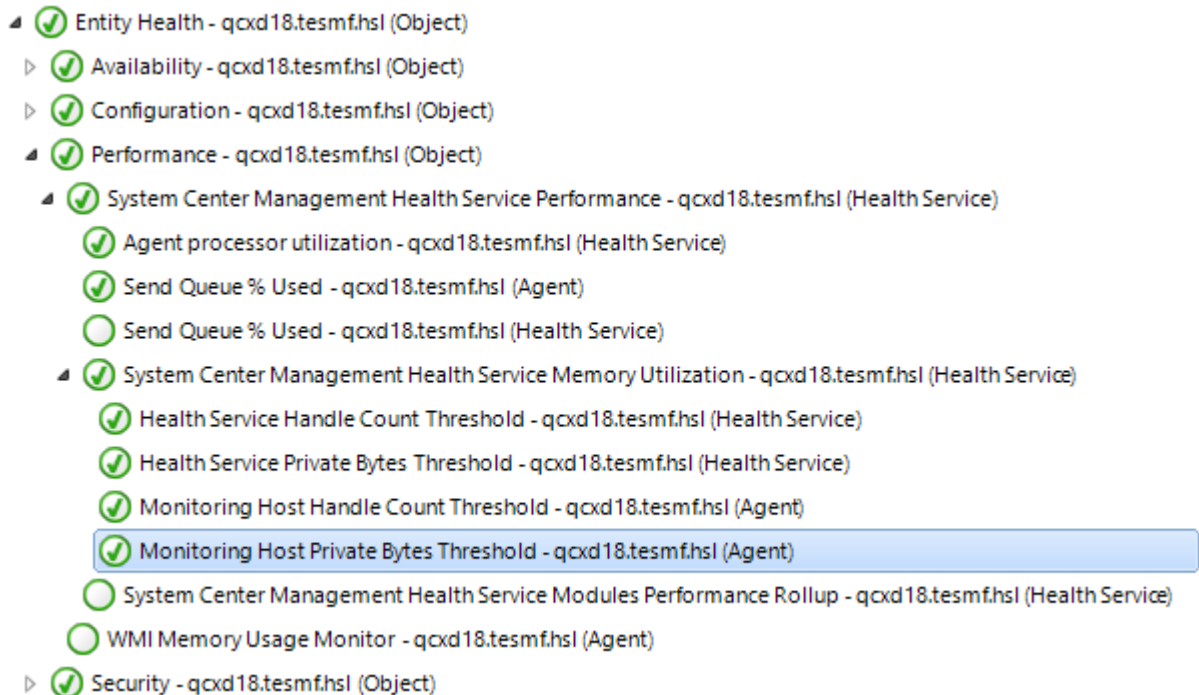 Entity Health - qcxd18.tesmf.hsl (Object)
Availability - qcxd18.tesmf.hsl (Object)
Configuration - qcxd18.tesmf.hsl (Object)
Performance - qcxd18.tesmf.hsl (Object)
System Center Management Health Service Performance - qcxd18.tesmf.hsl (Health Service)
Agent processor utilization - qcxd18.tesmf.hsl (Health Service)
Send Queue % Used - qcxd18.tesmf.hsl (Agent)
Send Queue % Used - qcxd18.tesmf.hsl (Health Service)
System Center Management Health Service Memory Utilization - qcxd18.tesmf.hsl (Health Service)
Health Service Handle Count Threshold - qcxd18.tesmf.hsl (Health Service)
Health Service Private Bytes Threshold - qcxd18.tesmf.hsl (Health Service)
Monitoring Host Handle Count Threshold - qcxd18.tesmf.hsl (Agent)
Monitoring Host Private Bytes Threshold - qcxd18.tesmf.hsl (Agent)
System Center Management Health Service Modules Performance Rollup - qcxd18.tesmf.hsl (Health Service)
WMI Memory Usage Monitor - qcxd18.tesmf.hsl (Agent)
Security - qcxd18.tesmf.hsl (Object)